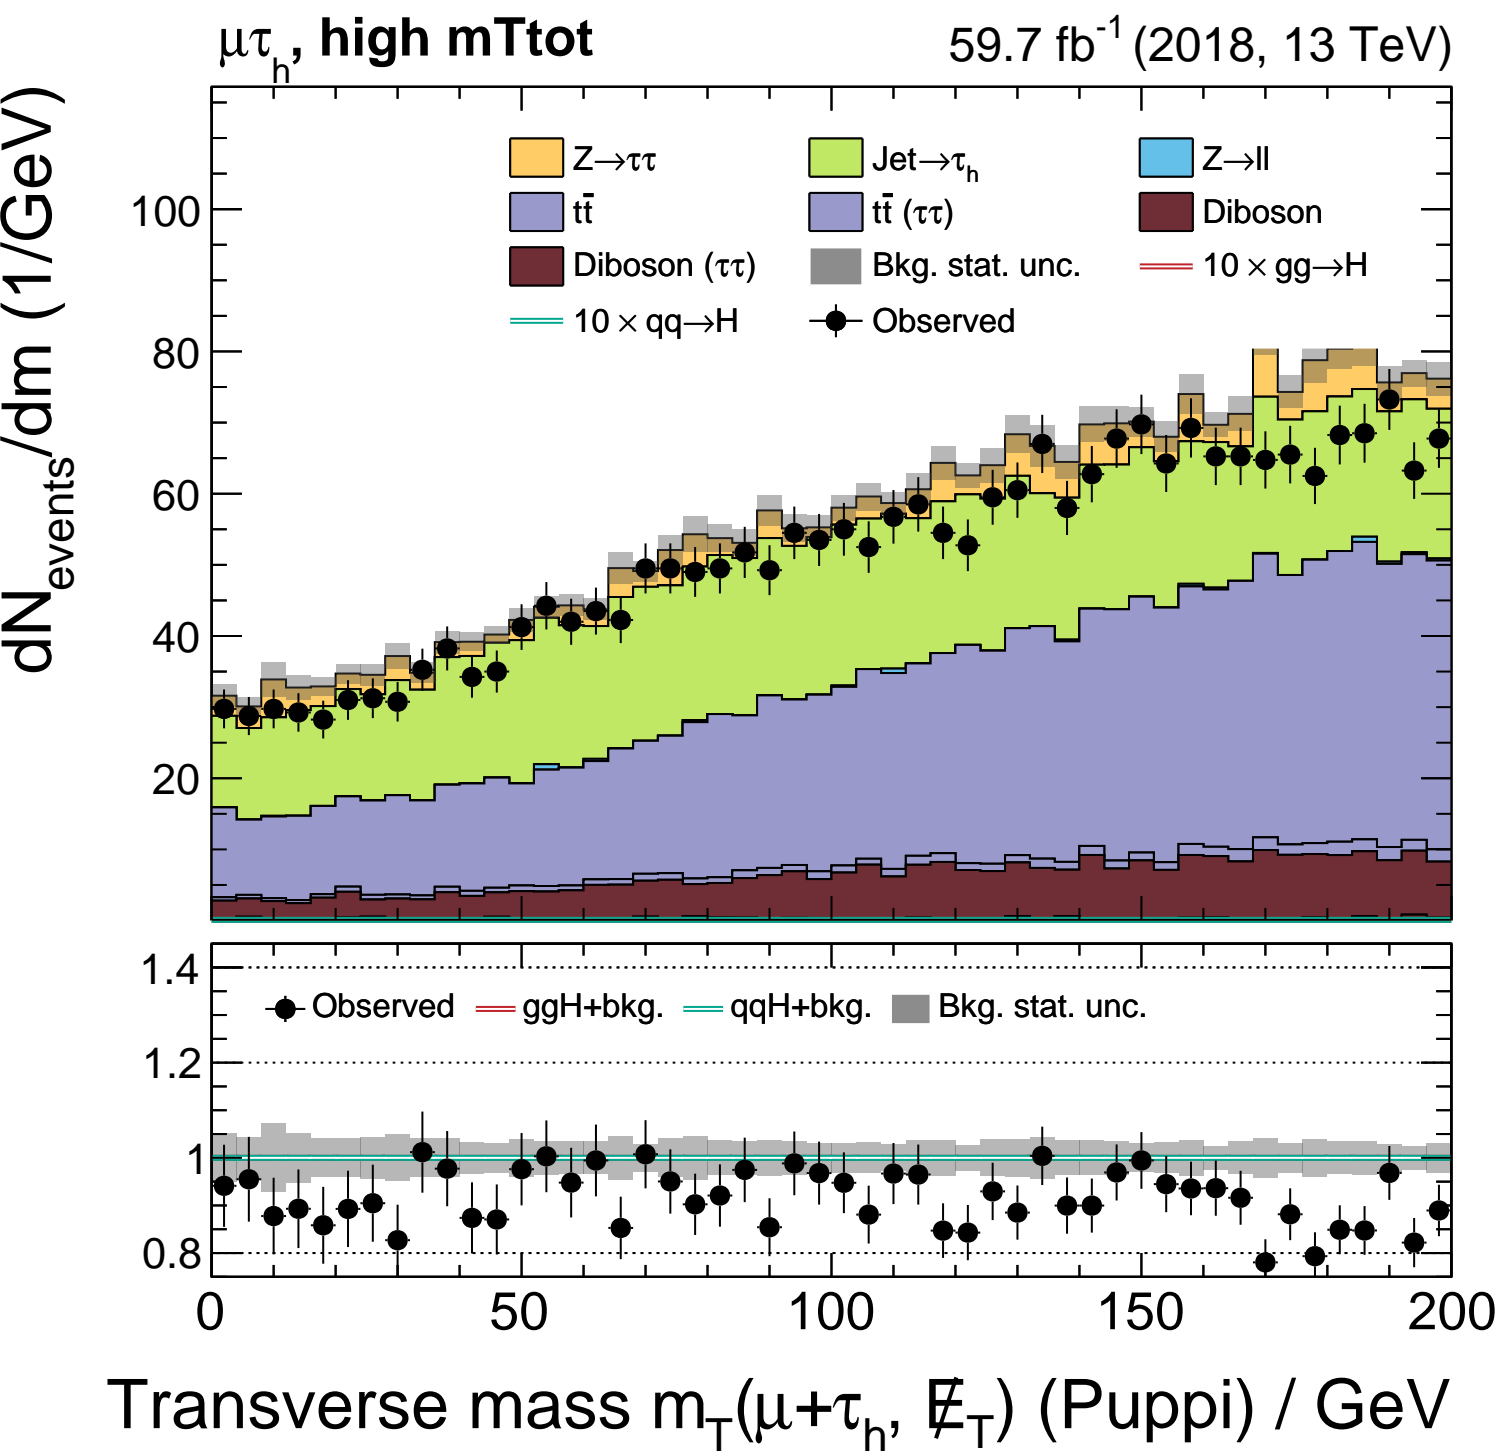 μτh, high mTtot 59.7 fb-1 (2018, 13 TeV)
dNevents/dm (1/GeV)
Z→ττ Jet→τh Z→ll
tt̄ tt̄ (ττ) Diboson
Diboson (ττ) Bkg. stat. unc. 10 × gg→H
10 × qq→H Observed
100
80
60
40
20
1.4
Observed ggH+bkg. qqH+bkg. Bkg. stat. unc.
1.2
1
0.8
0 50 100 150 200
Transverse mass mT(μ+τh, E̸T) (Puppi) / GeV